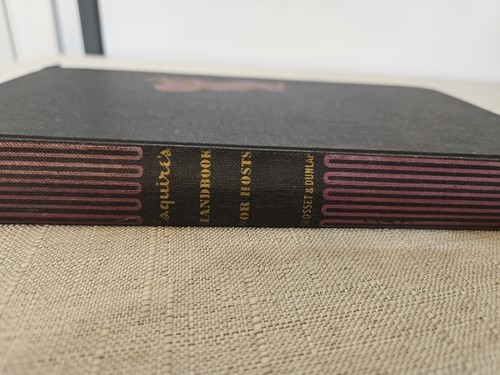 Esquire's
HANDBOOK
FOR HOSTS
GROSSET & DUNLAP